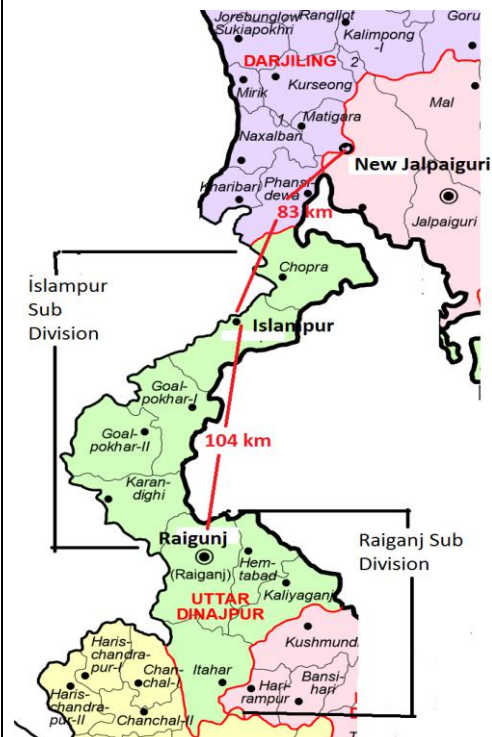 Jorebunglow
Rangliot
Sukiapokhri
Kalimpong
-I
Goru
DARJILING
2
Mirik
Kurseong
Mal
1
Matigara
Naxalbari
New Jalpaiguri
Kharibari
Phansi-
dewa
83 km
Jalpaiguri
Chopra
Islampur
Sub
Division
Islampur
Goal-
pokhar-I
Goal-
pokhar-II
104 km
Karan-
dighi
Raigunj
(Raiganj)
Hem-
tabad
Raiganj Sub
Division
UTTAR
DINAJPUR
Kaliyaganj
Kushmund
Haris-
chandra-
pur-I
Chan-
chal-I
Itahar
Bansi-
hari
Hari-
rampur
Haris-
chandra-
pur-II
Chanchal-II